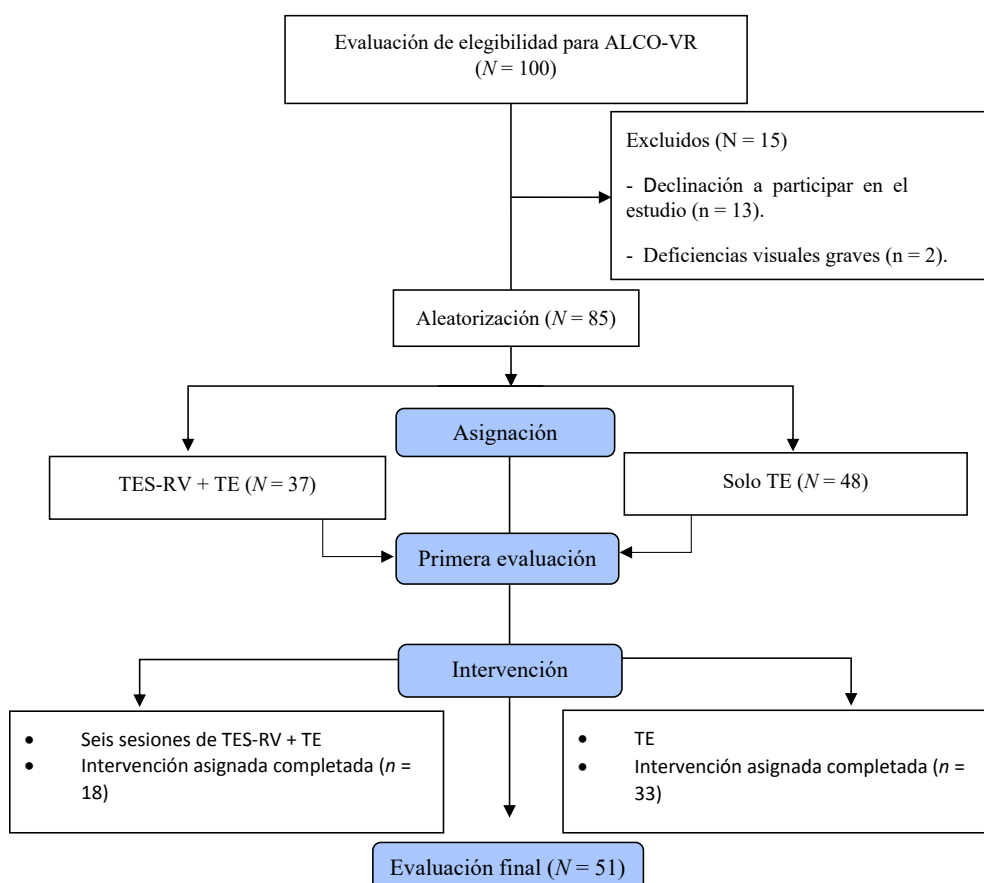 Evaluación de elegibilidad para ALCO-VR
(N = 100)
Excluidos (N = 15)
- Declinación a participar en el
estudio (n = 13).
- Deficiencias visuales graves (n = 2).
Aleatorización (N = 85)
Asignación
TES-RV + TE (N = 37)
Solo TE (N = 48)
Primera evaluación
Intervención
• Seis sesiones de TES-RV + TE
• Intervención asignada completada (n =
18)
• TE
• Intervención asignada completada (n =
33)
Evaluación final (N = 51)